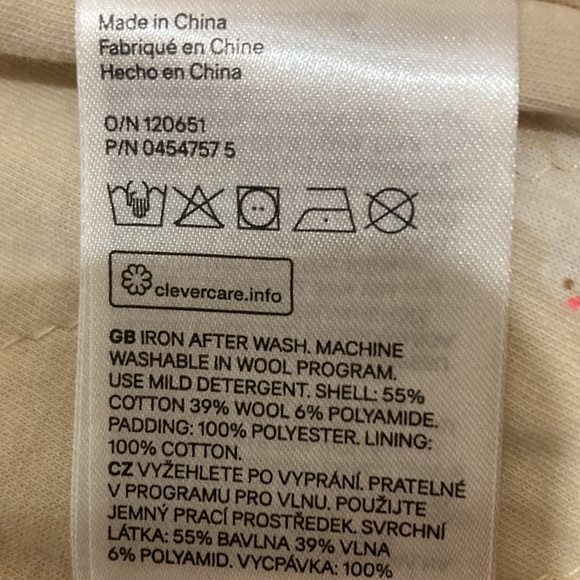 Made in China
Fabriqué en Chine
Hecho en China
O/N 120651
P/N 0454757 5
clevercare.info
GB IRON AFTER WASH. MACHINE
WASHABLE IN WOOL PROGRAM.
USE MILD DETERGENT. SHELL: 55%
COTTON 39% WOOL 6% POLYAMIDE.
PADDING: 100% POLYESTER. LINING:
100% COTTON.
CZ VYŽEHLETE PO VYPRÁNÍ. PRATELNÉ
V PROGRAMU PRO VLNU. POUŽIJTE
JEMNÝ PRACÍ PROSTŘEDEK. SVRCHNÍ
LÁTKA: 55% BAVLNA 39% VLNA
6% POLYAMID. VYCPÁVKA: 100%